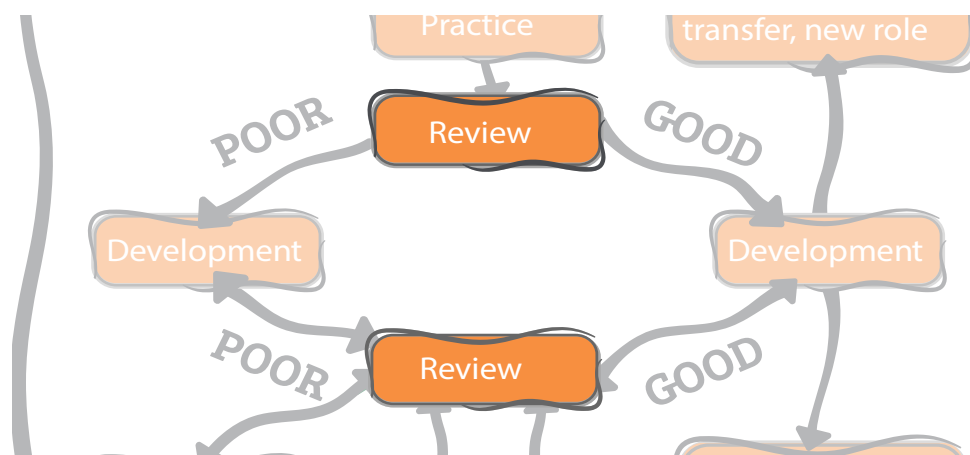 Practice
transfer, new role
POOR
Review
GOOD
Development
Development
POOR
Review
GOOD